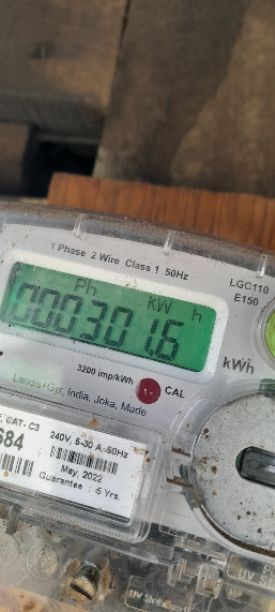 LGC110
E150
1 Phase 2 Wire Class 1 50Hz
Ph kW h
000301.6
kWh
3200 imp/kWh
CAL
Landis+Gyr, India, Joka, Made
CAT- C3
684
240V, 5-30 A,-50Hz
May, 2022
Guarantee : 5 Yrs.